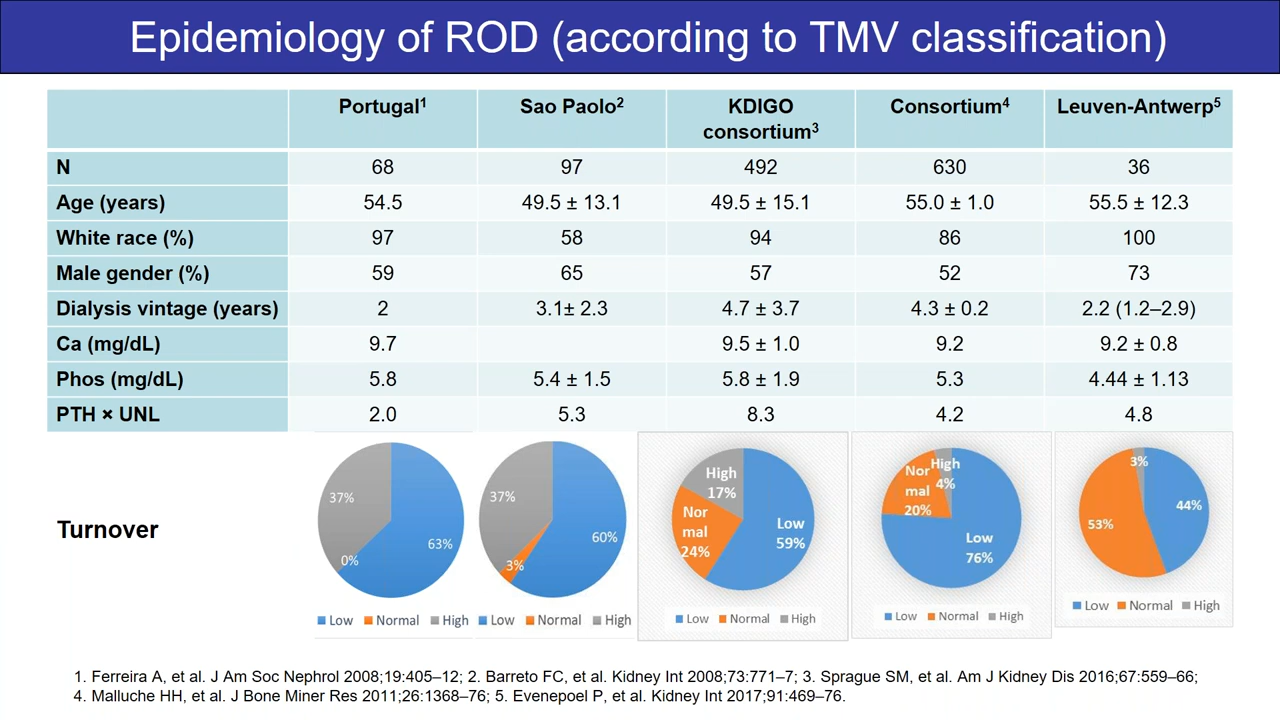 Epidemiology of ROD (according to TMV classification)
Portugal1 Sao Paolo2 KDIGO consortium3 Consortium4 Leuven-Antwerp5
N 68 97 492 630 36
Age (years) 54.5 49.5 ± 13.1 49.5 ± 15.1 55.0 ± 1.0 55.5 ± 12.3
White race (%) 97 58 94 86 100
Male gender (%) 59 65 57 52 73
Dialysis vintage (years) 2 3.1± 2.3 4.7 ± 3.7 4.3 ± 0.2 2.2 (1.2–2.9)
Ca (mg/dL) 9.7 9.5 ± 1.0 9.2 9.2 ± 0.8
Phos (mg/dL) 5.8 5.4 ± 1.5 5.8 ± 1.9 5.3 4.44 ± 1.13
PTH × UNL 2.0 5.3 8.3 4.2 4.8
Turnover
37%
63%
0%
Low Normal High
37%
60%
3%
Low Normal High
High
17%
Nor
mal
24%
Low
59%
Low Normal High
High
4%
Nor
mal
20%
Low
76%
Low Normal High
3%
44%
53%
Low Normal High
1. Ferreira A, et al. J Am Soc Nephrol 2008;19:405–12; 2. Barreto FC, et al. Kidney Int 2008;73:771–7; 3. Sprague SM, et al. Am J Kidney Dis 2016;67:559–66;
4. Malluche HH, et al. J Bone Miner Res 2011;26:1368–76; 5. Evenepoel P, et al. Kidney Int 2017;91:469–76.